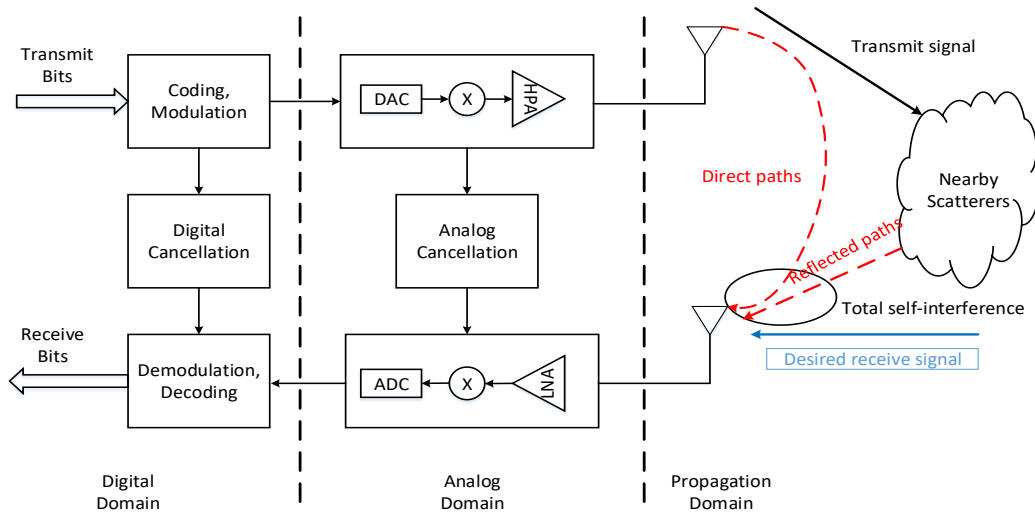 Transmit
Bits
Coding,
Modulation
DAC
X
HPA
Transmit signal
Direct paths
Nearby
Scatterers
Digital
Cancellation
Analog
Cancellation
Reflected paths
Total self-interference
Receive
Bits
Demodulation,
Decoding
ADC
X
LNA
Desired receive signal
Digital
Domain
Analog
Domain
Propagation
Domain